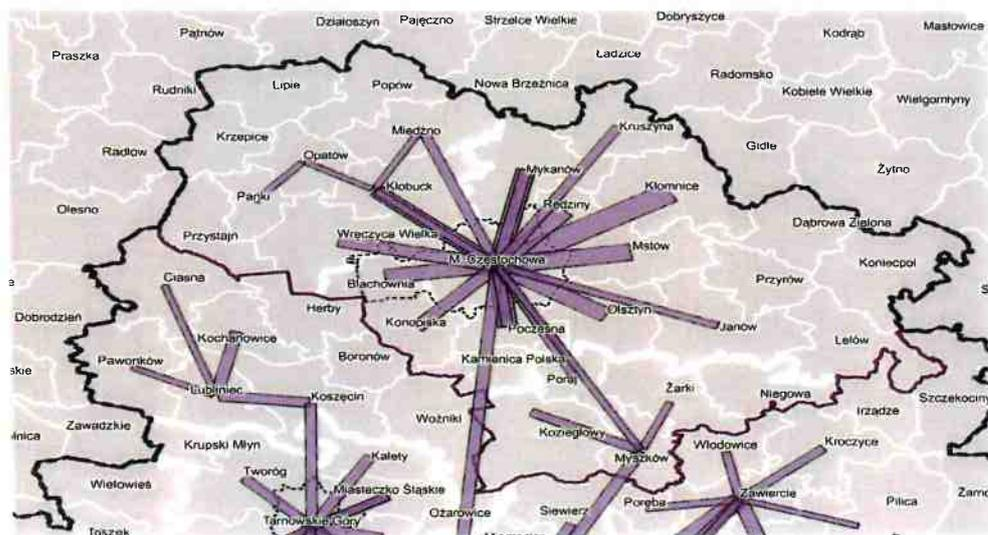 Działoszyn
Pajęczno
Strzelce Wielkie
Dobryszyce
Masłowice
Pątnów
Kodrąb
Praszka
Ładzice
Radomsko
Rudniki
Lipie
Popów
Nowa Brzeźnica
Kobiele Wielkie
Wielgomłyny
Krzepice
Miedźno
Kruszyna
Gidle
Radłów
Opatów
Żytno
Mykanów
Panki
Kłobuck
Kłomnice
Olesno
Rędziny
Dąbrowa Zielona
Przystajń
Wręczyca Wielka
Mstów
M. Częstochowa
Koniecpol
Ciasna
Blachownia
Przyrów
Herby
Olsztyn
Dobrodzień
Konopiska
Poczesna
Janów
Kochanowice
Lelów
Boronów
Kamienica Polska
Pawonków
Poraj
Lubliniec
Żarki
Niegowa
Szczekociny
Koszęcin
Irządze
Woźniki
Zawadzkie
Koziegłowy
Krupski Młyn
Włodowice
Kroczyce
Kalety
Myszków
Tworóg
Wielowieś
Miasteczko Śląskie
Zawiercie
Pilica
Poręba
Ożarowice
Siewierz
Tarnowskie Góry
Toszek